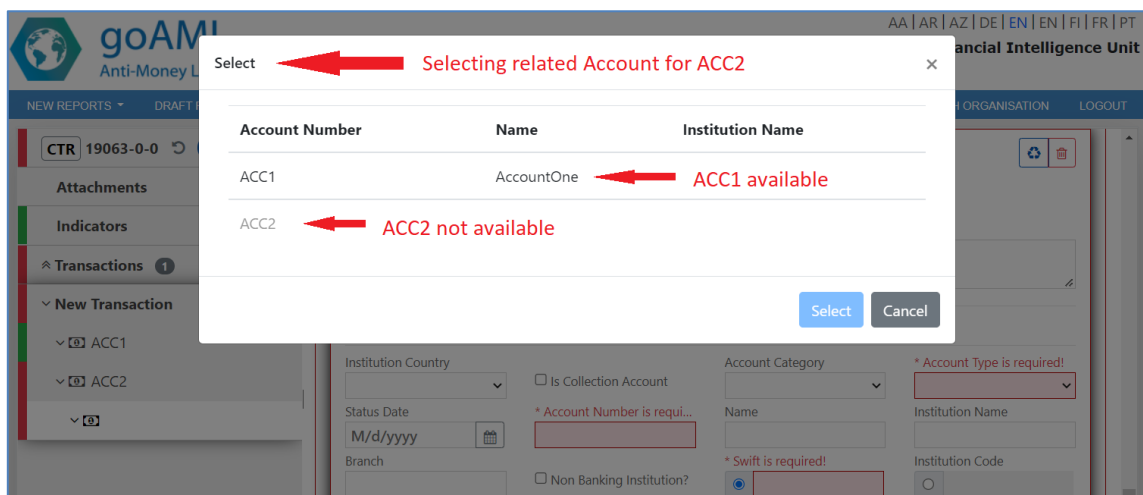 AA | AR | AZ | DE | EN | EN | FI | FR | PT
goAML
Anti-Money L
ancial Intelligence Unit
NEW REPORTS DRAFT H ORGANISATION LOGOUT
Select Selecting related Account for ACC2 ×
Account Number Name Institution Name
ACC1 AccountOne ACC1 available
ACC2 ACC2 not available
Select Cancel
CTR 19063-0-0
Attachments
Indicators
Transactions 1
New Transaction
ACC1
ACC2
Institution Country Account Category * Account Type is required!
Is Collection Account
Status Date * Account Number is requi... Name Institution Name
M/d/yyyy
Branch * Swift is required! Institution Code
Non Banking Institution?